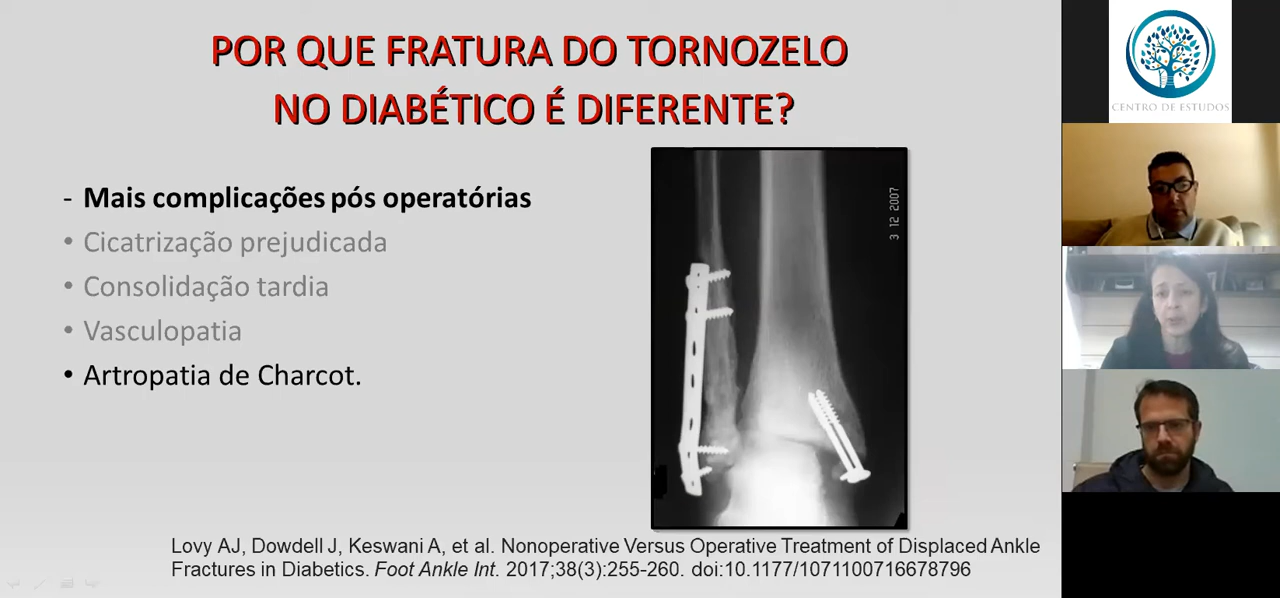 POR QUE FRATURA DO TORNOZELO
NO DIABÉTICO É DIFERENTE?
- Mais complicações pós operatórias
• Cicatrização prejudicada
• Consolidação tardia
• Vasculopatia
• Artropatia de Charcot.
3 12 2007
Lovy AJ, Dowdell J, Keswani A, et al. Nonoperative Versus Operative Treatment of Displaced Ankle
Fractures in Diabetics. Foot Ankle Int. 2017;38(3):255-260. doi:10.1177/1071100716678796
CENTRO DE ESTUDOS